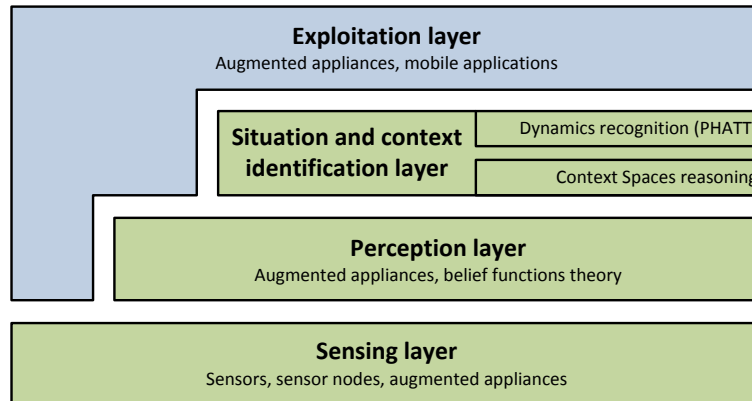 Exploitation layer
Augmented appliances, mobile applications
Situation and context
identification layer
Dynamics recognition (PHATT
Context Spaces reasoning
Perception layer
Augmented appliances, belief functions theory
Sensing layer
Sensors, sensor nodes, augmented appliances